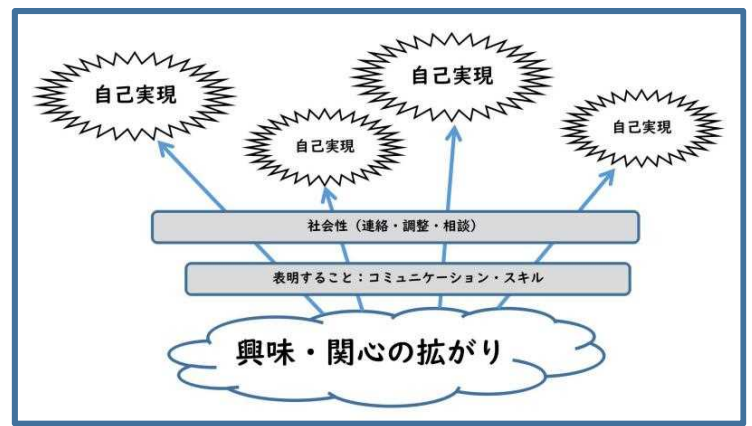 自己実現
自己実現
自己実現
自己実現
社会性（連絡・調整・相談）
表明すること：コミュニケーション・スキル
興味・関心の拡がり